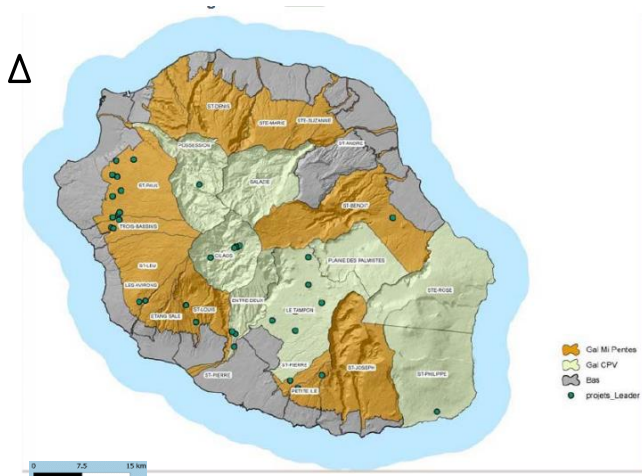 Δ
ST-DENIS
STE-MARIE
STE-SUZANNE
ST-ANDRE
POSSESSION
SALAZIE
ST-PAUL
ST-BENOIT
TROIS-BASSINS
CILAOS
PLAINE DES PALMISTES
ST-LEU
STE-ROSE
LES AVIRONS
ENTRE-DEUX
ST-LOUIS
LE TAMPON
ETANG SALE
ST-PIERRE
ST-JOSEPH
ST-PIERRE
ST-PHILIPPE
PETITE ILE
Gal Mi Pentes
Gal CPV
Bas
projets_Leader
0 7.5 15 km